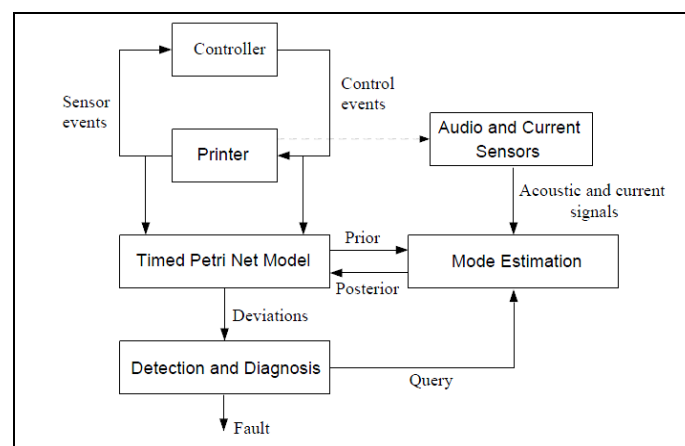 Controller
Sensor
events
Control
events
Printer
Audio and Current
Sensors
Acoustic and current
signals
Timed Petri Net Model
Prior
Posterior
Mode Estimation
Deviations
Detection and Diagnosis
Query
Fault